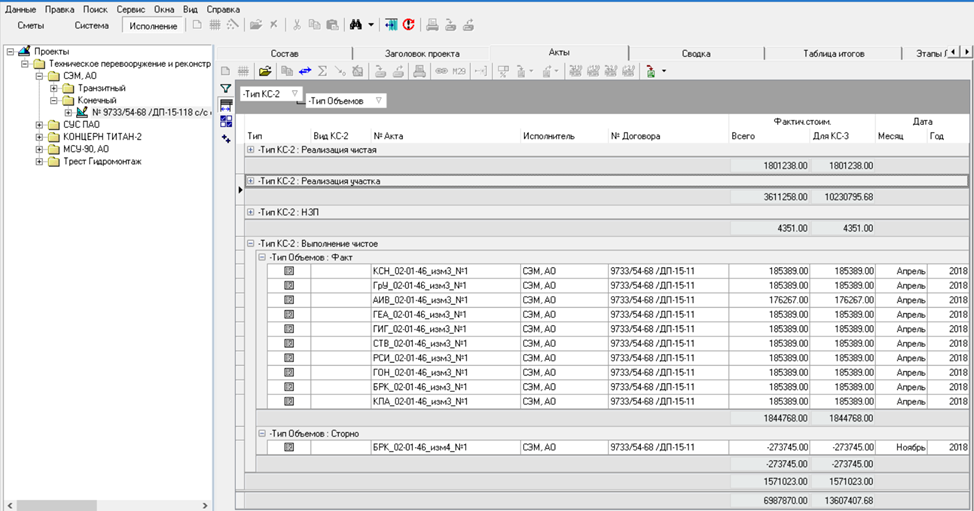 Данные Правка Поиск Сервис Окна Вид Справка
Сметы Система Исполнение
Проекты
Техническое перевооружение и реконстр
СЭМ, АО
Транзитный
Конечный
№ 9733/54-68 /ДП-15-118 с/с
СУС ПАО
КОНЦЕРН ТИТАН-2
МСУ-90, АО
Трест Гидромонтаж
Состав Заголовок проекта Акты Сводка Таблица итогов Этапы Г
М29
-Тип КС-2
-Тип Объемов
Фактич.стоим. Дата
Тип Вид КС-2 № Акта Исполнитель № Договора Всего Для КС-3 Месяц Год
-Тип КС-2 : Реализация чистая
1801238.00 1801238.00
-Тип КС-2 : Реализация участка
3611258.00 10230795.68
-Тип КС-2 : НЗП
4351.00 4351.00
-Тип КС-2 : Выполнение чистое
-Тип Объемов : Факт
КСН_02-01-46_изм3_№1 СЭМ, АО 9733/54-68 /ДП-15-11 185389.00 185389.00 Апрель 2018
ГрУ_02-01-46_изм3_№1 СЭМ, АО 9733/54-68 /ДП-15-11 185389.00 185389.00 Апрель 2018
АИВ_02-01-46_изм3_№1 СЭМ, АО 9733/54-68 /ДП-15-11 176267.00 176267.00 Апрель 2018
ГЕА_02-01-46_изм3_№1 СЭМ, АО 9733/54-68 /ДП-15-11 185389.00 185389.00 Апрель 2018
ГИГ_02-01-46_изм3_№1 СЭМ, АО 9733/54-68 /ДП-15-11 185389.00 185389.00 Апрель 2018
СТВ_02-01-46_изм3_№1 СЭМ, АО 9733/54-68 /ДП-15-11 185389.00 185389.00 Апрель 2018
РСИ_02-01-46_изм3_№1 СЭМ, АО 9733/54-68 /ДП-15-11 185389.00 185389.00 Апрель 2018
ГОН_02-01-46_изм3_№1 СЭМ, АО 9733/54-68 /ДП-15-11 185389.00 185389.00 Апрель 2018
БРК_02-01-46_изм3_№1 СЭМ, АО 9733/54-68 /ДП-15-11 185389.00 185389.00 Апрель 2018
КПА_02-01-46_изм3_№1 СЭМ, АО 9733/54-68 /ДП-15-11 185389.00 185389.00 Апрель 2018
1844768.00 1844768.00
-Тип Объемов : Сторно
БРК_02-01-46_изм4_№1 СЭМ, АО 9733/54-68 /ДП-15-11 -273745.00 -273745.00 Ноябрь 2018
-273745.00 -273745.00
1571023.00 1571023.00
6987870.00 13607407.68